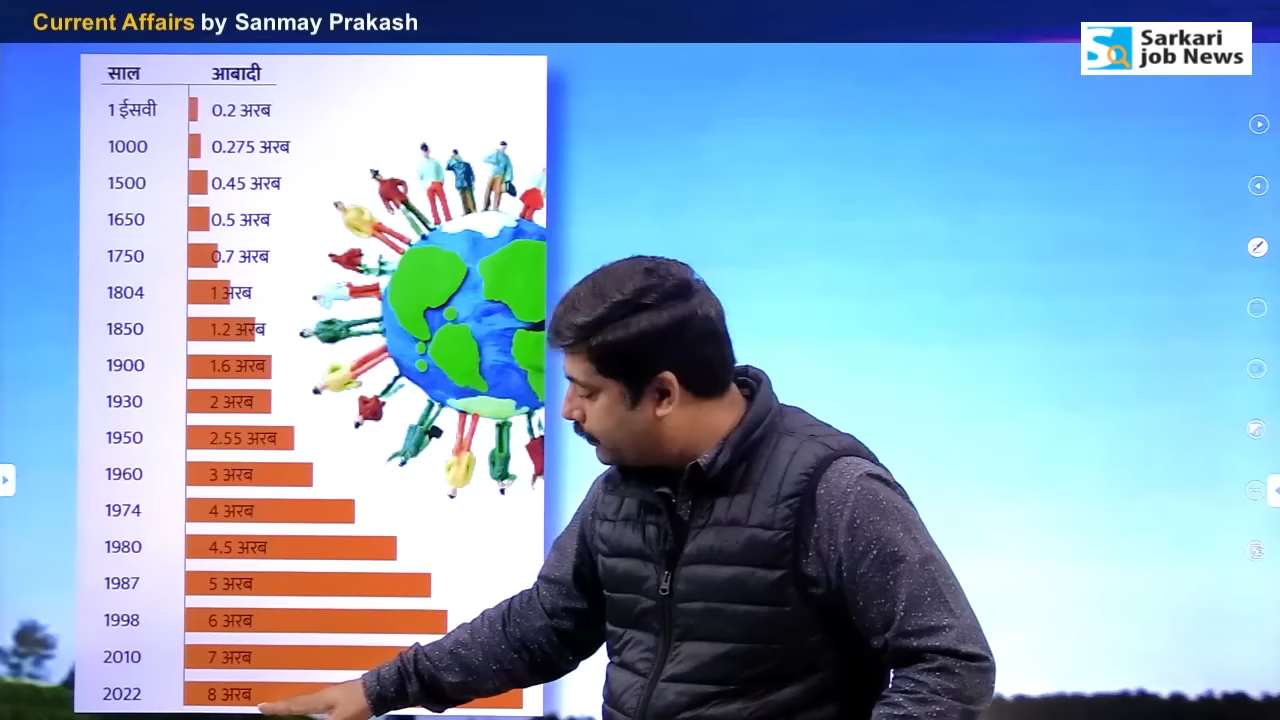 Current Affairs by Sanmay Prakash
Sarkari
job News
साल आबादी
1 ईसवी 0.2 अरब
1000 0.275 अरब
1500 0.45 अरब
1650 0.5 अरब
1750 0.7 अरब
1804 1 अरब
1850 1.2 अरब
1900 1.6 अरब
1930 2 अरब
1950 2.55 अरब
1960 3 अरब
1974 4 अरब
1980 4.5 अरब
1987 5 अरब
1998 6 अरब
2010 7 अरब
2022 8 अरब